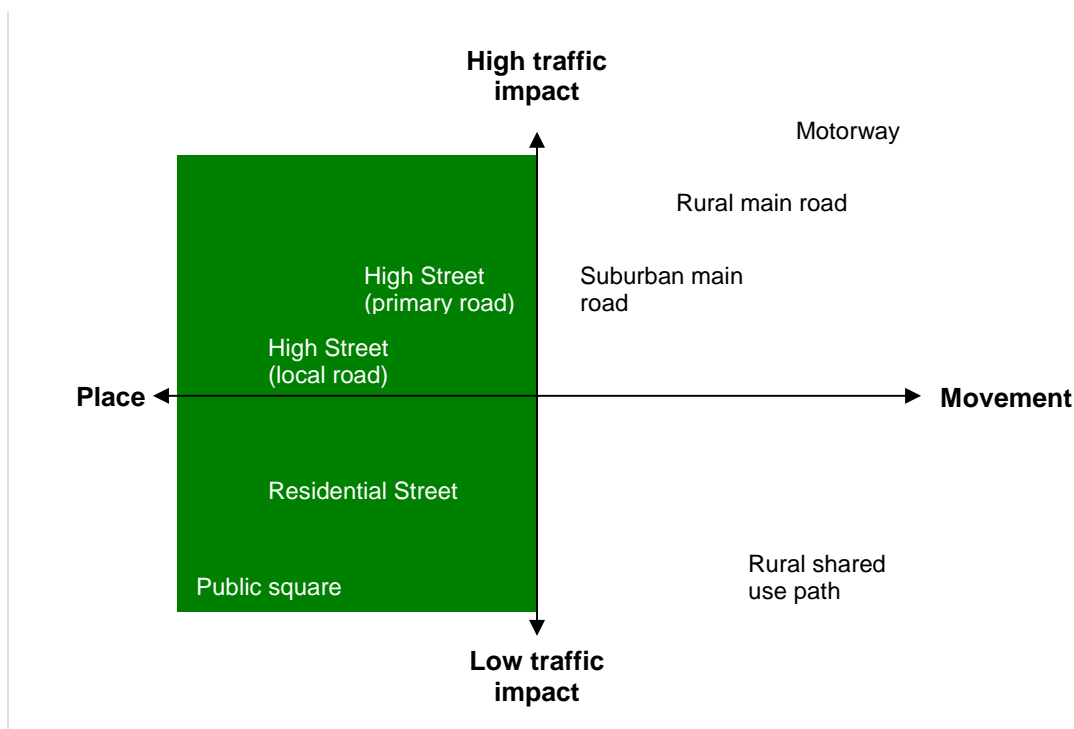 High traffic
impact
Motorway
Rural main road
High Street
(primary road)
Suburban main
road
High Street
(local road)
Place
Movement
Residential Street
Rural shared
use path
Public square
Low traffic
impact